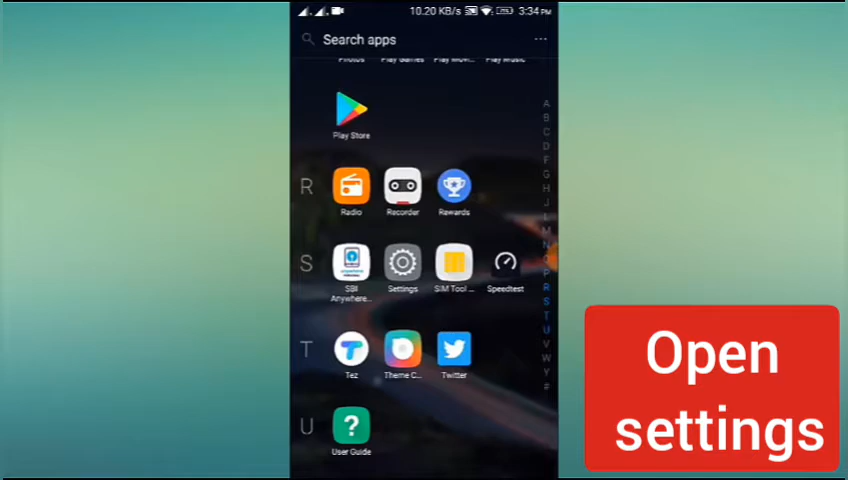 10.20 KB/s 3:34 PM
Search apps
...
Photos Play Games Play Movi... Play Music
Play Store
R
Radio Recorder Rewards
S
SBI Anywhere... Settings SIM Tool ... Speedtest
T
Tez Theme C... Twitter
U
User Guide
A
B
C
D
F
G
H
J
L
M
N
O
P
R
S
T
U
V
W
Y
#
Open
settings